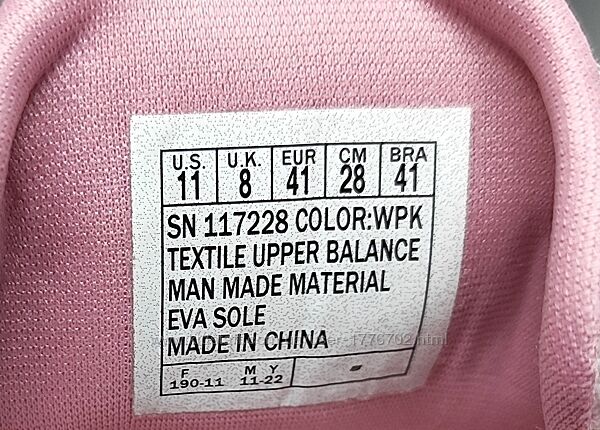 U.S. U.K. EUR CM BRA
11 8 41 28 41
SN 117228 COLOR:WPK
TEXTILE UPPER BALANCE
MAN MADE MATERIAL
EVA SOLE
MADE IN CHINA
F M Y
190-11 11-22 -